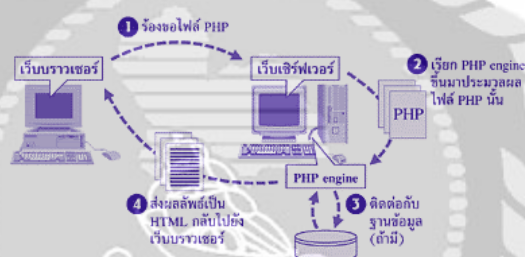 1 ร้องขอไฟล์ PHP
เว็บบราวเซอร์
เว็บเซิร์ฟเวอร์
2 เรียก PHP engine
ขึ้นมาประมวลผล
ไฟล์ PHP นั้น
PHP
PHP engine
3 ติดต่อกับ
ฐานข้อมูล
(ถ้ามี)
4 ส่งผลลัพธ์เป็น
HTML กลับไปยัง
เว็บบราวเซอร์